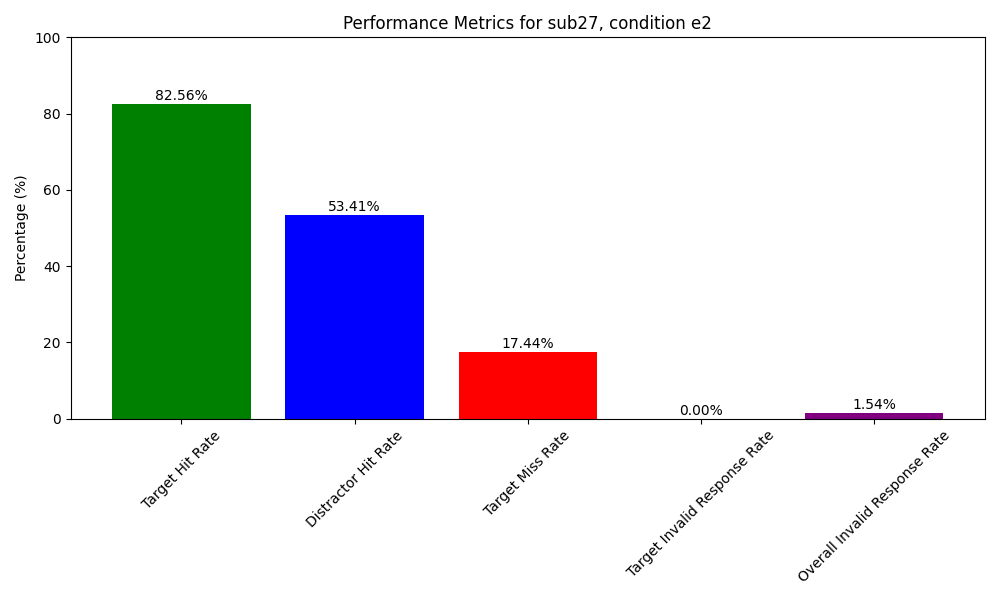 Performance Metrics for sub27, condition e2
Percentage (%)
100
80
60
40
20
0
82.56%
53.41%
17.44%
0.00%
1.54%
Target Hit Rate
Distractor Hit Rate
Target Miss Rate
Target Invalid Response Rate
Overall Invalid Response Rate